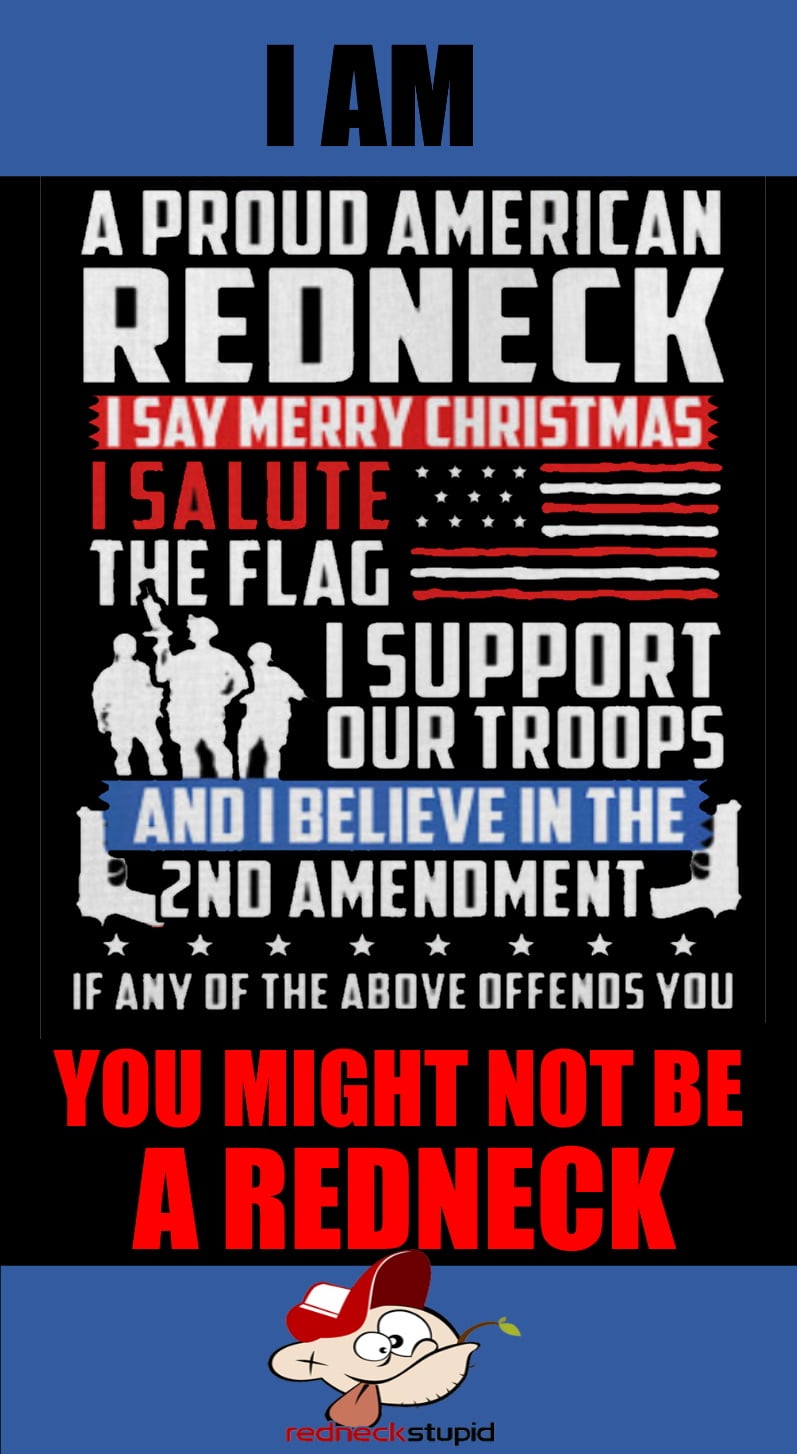 I AM
A PROUD AMERICAN
REDNECK
I SAY MERRY CHRISTMAS
I SALUTE
THE FLAG
I SUPPORT
OUR TROOPS
AND I BELIEVE IN THE
2ND AMENDMENT
IF ANY OF THE ABOVE OFFENDS YOU
YOU MIGHT NOT BE
A REDNECK
redneckstupid